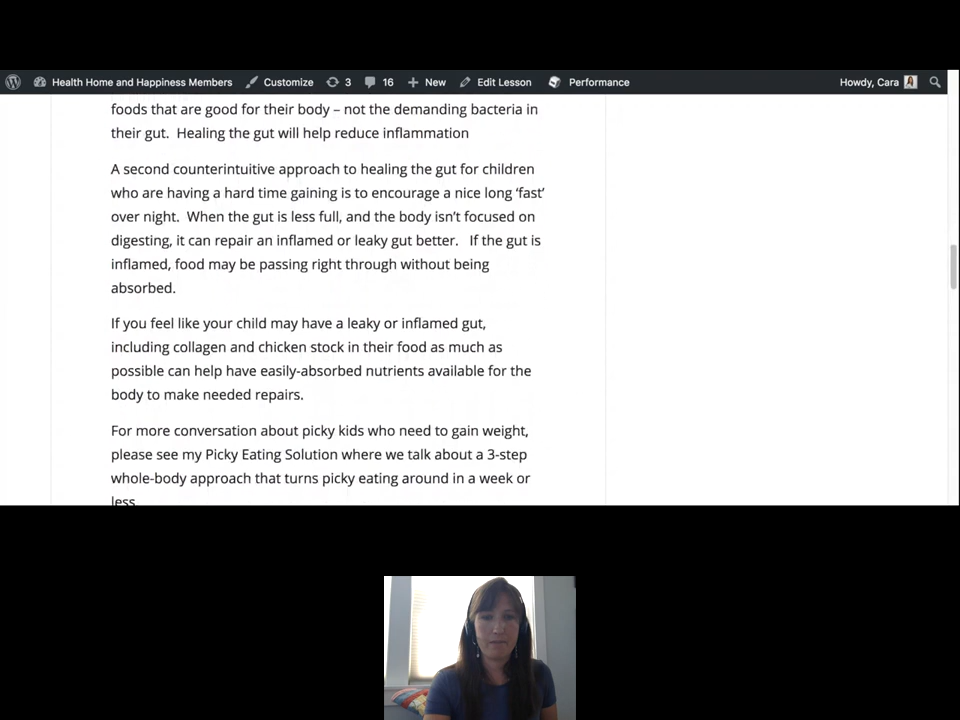 Health Home and Happiness Members Customize 3 16 New Edit Lesson Performance Howdy, Cara
foods that are good for their body – not the demanding bacteria in
their gut.  Healing the gut will help reduce inflammation
A second counterintuitive approach to healing the gut for children
who are having a hard time gaining is to encourage a nice long ‘fast’
over night.  When the gut is less full, and the body isn’t focused on
digesting, it can repair an inflamed or leaky gut better.   If the gut is
inflamed, food may be passing right through without being
absorbed.
If you feel like your child may have a leaky or inflamed gut,
including collagen and chicken stock in their food as much as
possible can help have easily-absorbed nutrients available for the
body to make needed repairs.
For more conversation about picky kids who need to gain weight,
please see my Picky Eating Solution where we talk about a 3-step
whole-body approach that turns picky eating around in a week or
less.